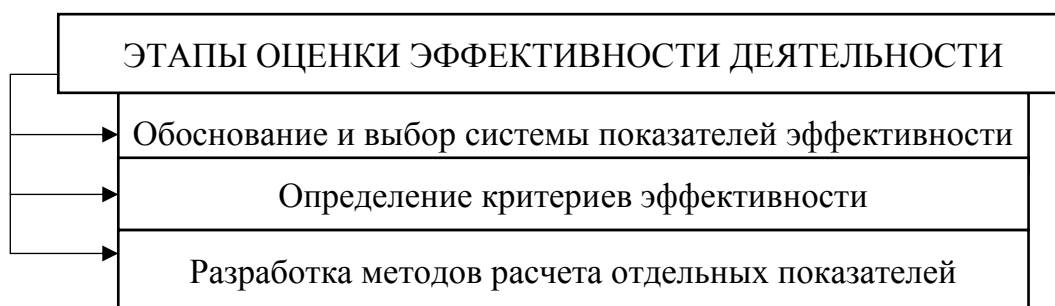 ЭТАПЫ ОЦЕНКИ ЭФФЕКТИВНОСТИ ДЕЯТЕЛЬНОСТИ
Обоснование и выбор системы показателей эффективности
Определение критериев эффективности
Разработка методов расчета отдельных показателей